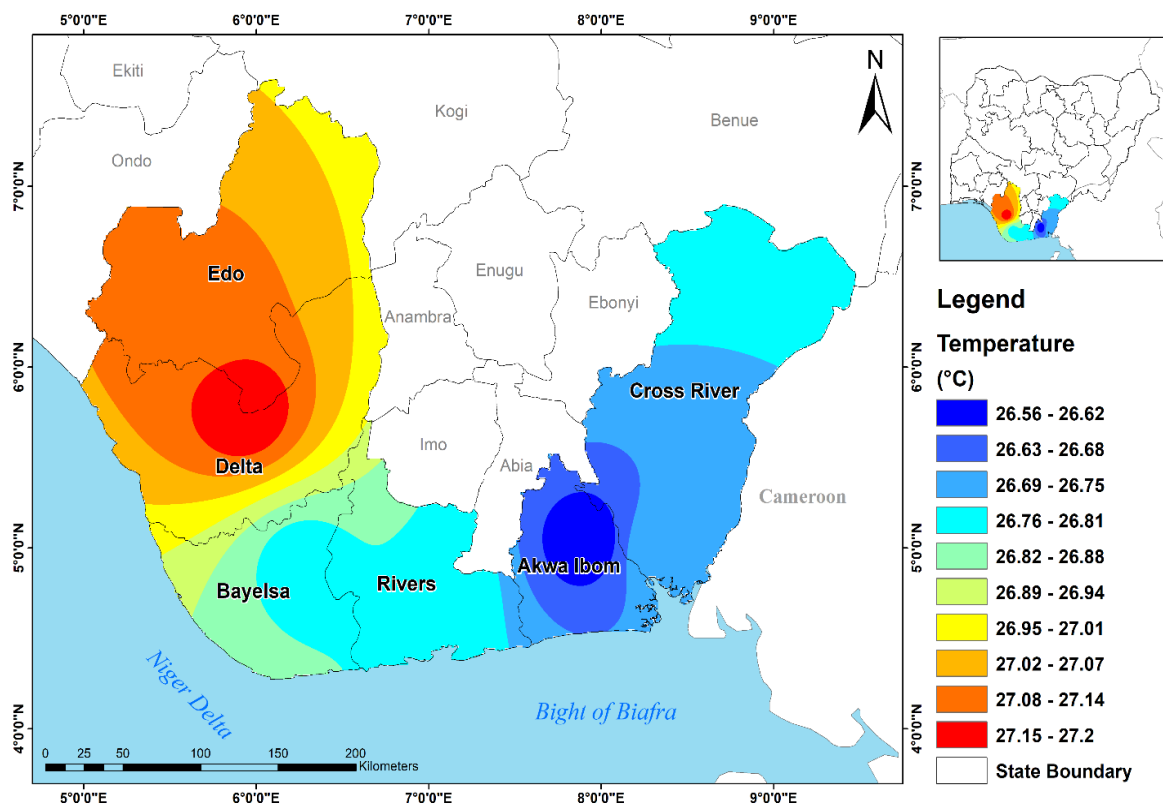 5°0'0"E 6°0'0"E 7°0'0"E 8°0'0"E 9°0'0"E
N
Ekiti
Kogi
Benue
Ondo
7°0'0"N 7°0'0"N
Edo
Enugu
Ebonyi
Anambra
6°0'0"N 6°0'0"N
Cross River
Delta
Imo
Abia
Cameroon
5°0'0"N 5°0'0"N
Akwa Ibom
Bayelsa
Rivers
Niger Delta
Bight of Biafra
4°0'0"N 4°0'0"N
0 25 50 100 150 200
Kilometers
5°0'0"E 6°0'0"E 7°0'0"E 8°0'0"E 9°0'0"E
Legend
Temperature
(°C)
26.56 - 26.62
26.63 - 26.68
26.69 - 26.75
26.76 - 26.81
26.82 - 26.88
26.89 - 26.94
26.95 - 27.01
27.02 - 27.07
27.08 - 27.14
27.15 - 27.2
State Boundary